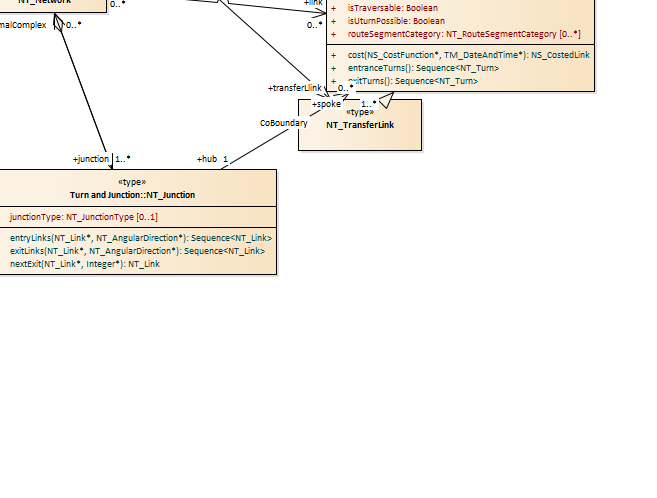 NT_Network
0..*
+link
0..*
malComplex
0..*
+ isTraversable: Boolean
+ isUturnPossible: Boolean
+ routeSegmentCategory: NT_RouteSegmentCategory [0..*]
+ cost(NS_CostFunction*, TM_DateAndTime*): NS_CostedLink
+ entranceTurns(): Sequence<NT_Turn>
+ exitTurns(): Sequence<NT_Turn>
+transferLink 0..*
+spoke 1..*
CoBoundary
«type»
NT_TransferLink
+junction 1..*
+hub 1
«type»
Turn and Junction::NT_Junction
junctionType: NT_JunctionType [0..1]
entryLinks(NT_Link*, NT_AngularDirection*): Sequence<NT_Link>
exitLinks(NT_Link*, NT_AngularDirection*): Sequence<NT_Link>
nextExit(NT_Link*, Integer*): NT_Link